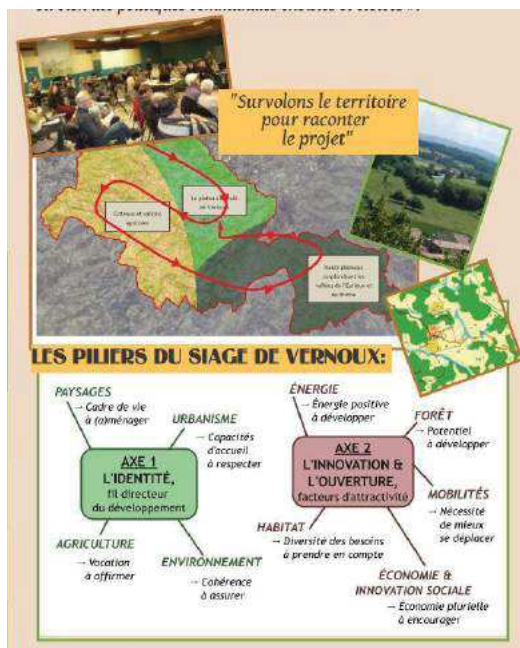 "Survolons le territoire
pour raconter
le projet"
LES PILIERS DU SIAGE DE VERNOUX:
PAYSAGES
→ Cadre de vie
à (a)ménager
URBANISME
→ Capacités
d'accueil
à respecter
AXE 1
L'IDENTITÉ,
fil directeur
du développement
AGRICULTURE
→ Vocation
à affirmer
ENVIRONNEMENT
→ Cohérence
à assurer
ÉNERGIE
→ Énergie positive
à développer
FORÊT
→ Potentiel
à développer
AXE 2
L'INNOVATION &
L'OUVERTURE,
facteurs d'attractivité
MOBILITÉS
→ Nécessité
de mieux
se déplacer
HABITAT
→ Diversité des besoins
à prendre en compte
ÉCONOMIE &
INNOVATION SOCIALE
→ Economie plurielle
à encourager